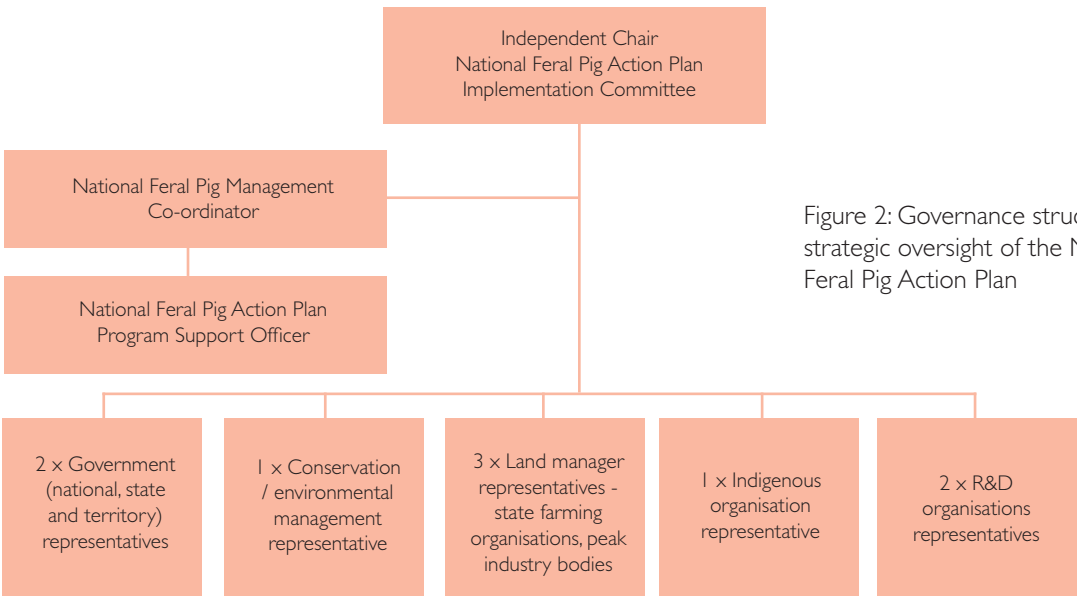 Independent Chair
National Feral Pig Action Plan
Implementation Committee
National Feral Pig Management
Co-ordinator
Figure 2: Governance struc
strategic oversight of the N
Feral Pig Action Plan
National Feral Pig Action Plan
Program Support Officer
2 x Government
(national, state
and territory)
representatives
1 x Conservation
/ environmental
management
representative
3 x Land manager
representatives -
state farming
organisations, peak
industry bodies
1 x Indigenous
organisation
representative
2 x R&D
organisations
representatives